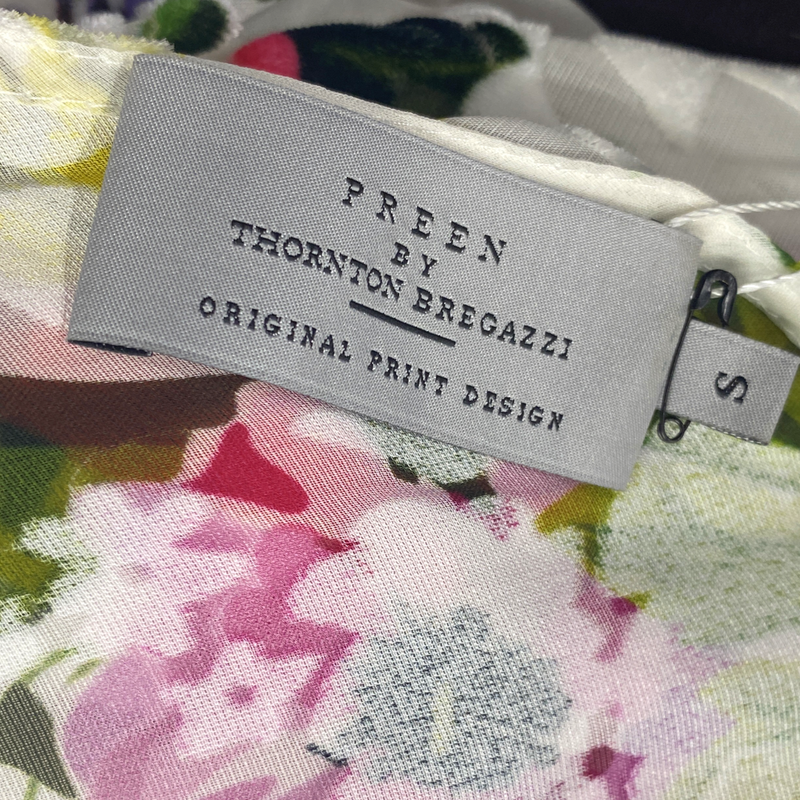 PREEN
BY
THORNTON BREGAZZI
ORIGINAL PRINT DESIGN
S